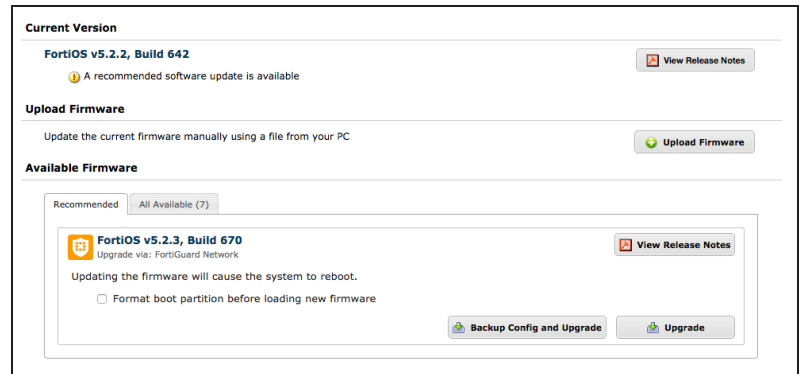 Current Version
FortiOS v5.2.2, Build 642
View Release Notes
A recommended software update is available
Upload Firmware
Update the current firmware manually using a file from your PC
Upload Firmware
Available Firmware
Recommended
All Available (7)
FortiOS v5.2.3, Build 670
View Release Notes
Upgrade via: FortiGuard Network
Updating the firmware will cause the system to reboot.
Format boot partition before loading new firmware
Backup Config and Upgrade
Upgrade